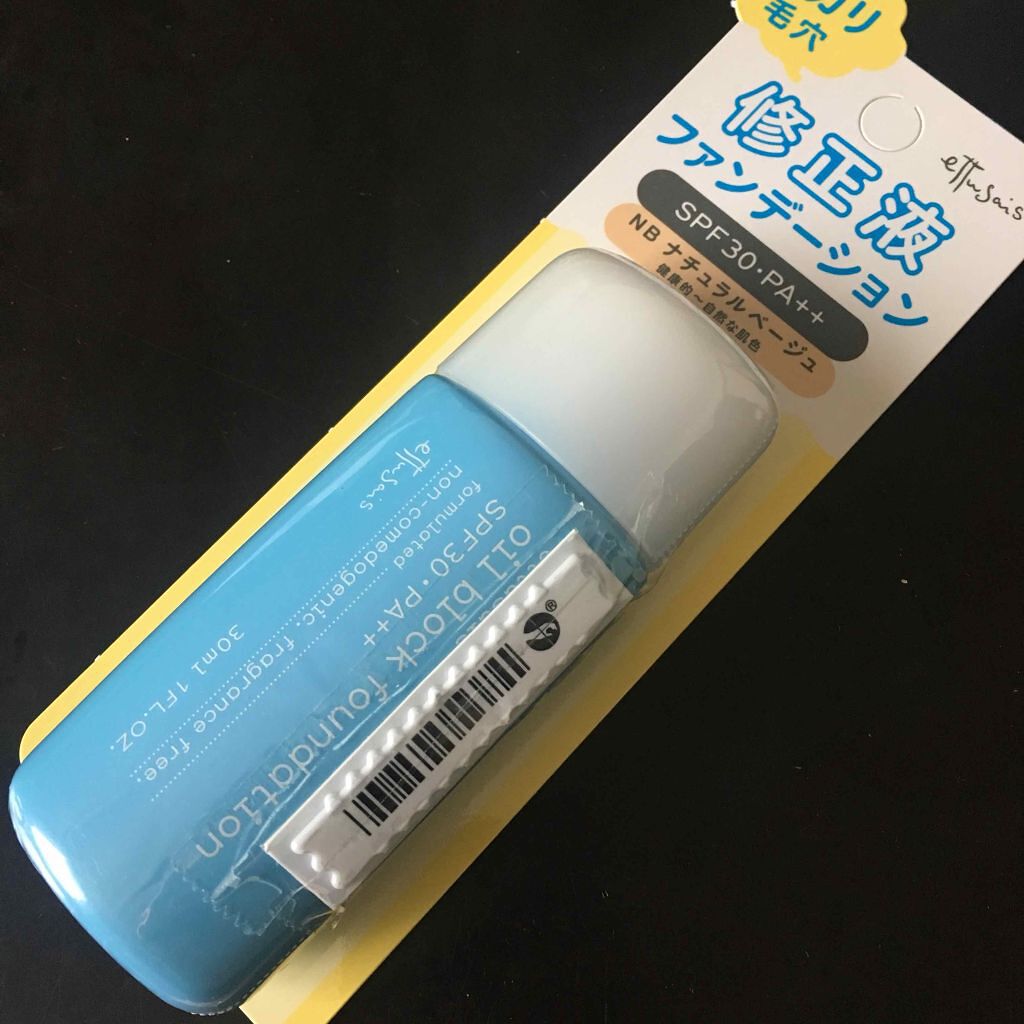 毛穴
ettusais
修正液
ファンデーション
SPF30・PA++
NB ナチュラルベージュ
健康的～自然な肌色
ettusais
oil block foundation
SPF30・PA++
formulated
non-comedogenic. fragrance free.
30ml 1FL.OZ.
®